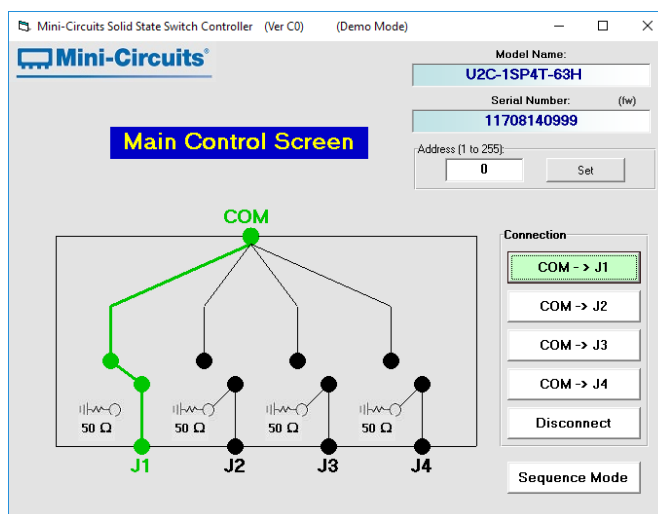 Mini-Circuits Solid State Switch Controller (Ver C0) (Demo Mode)
Mini-Circuits®
Model Name:
U2C-1SP4T-63H
Serial Number: (fw)
11708140999
Main Control Screen
Address (1 to 255):
0 Set
COM
Connection
COM - > J1
COM -> J2
COM -> J3
COM -> J4
Disconnect
50 Ω 50 Ω 50 Ω 50 Ω
J1 J2 J3 J4
Sequence Mode